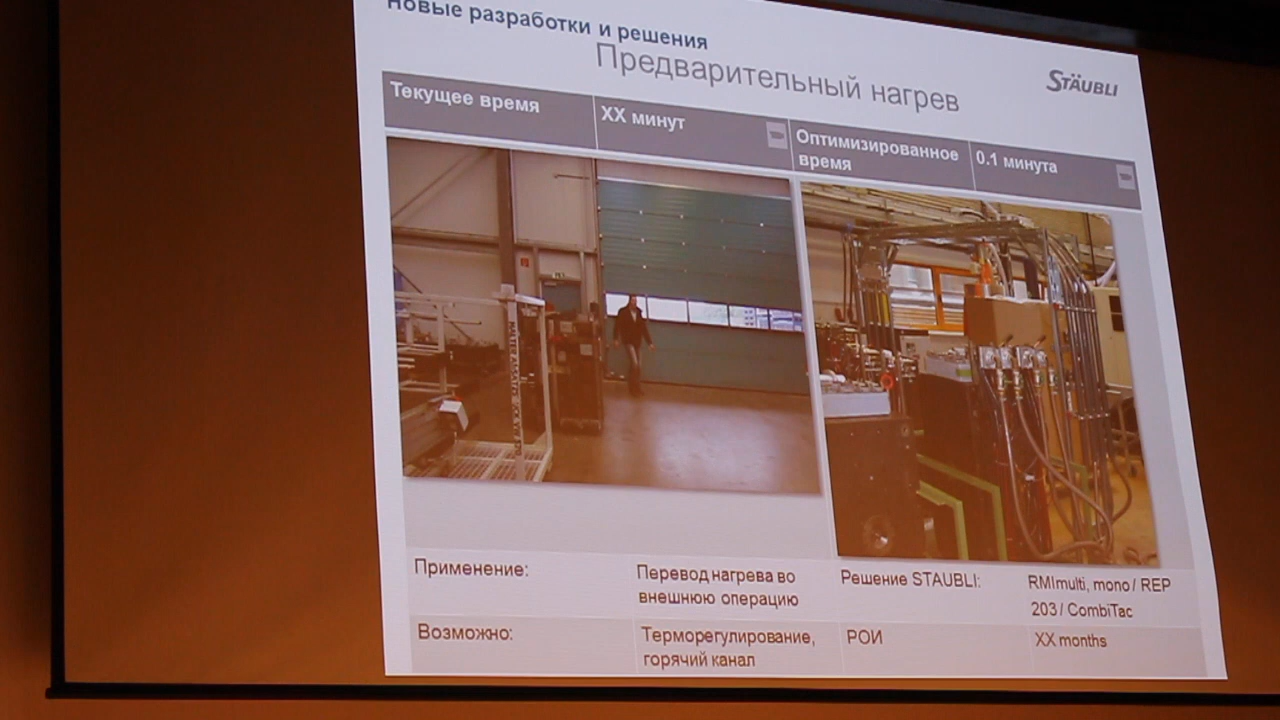 Новые разработки и решения
Предварительный нагрев
STÄUBLI
Текущее время
XX минут
Оптимизированное
время
0.1 минута
Применение:
Перевод нагрева во
внешнюю операцию
Решение STAUBLI:
RMImulti, mono / REP
203 / CombiTac
Возможно:
Терморегулирование,
горячий канал
РОИ
XX months